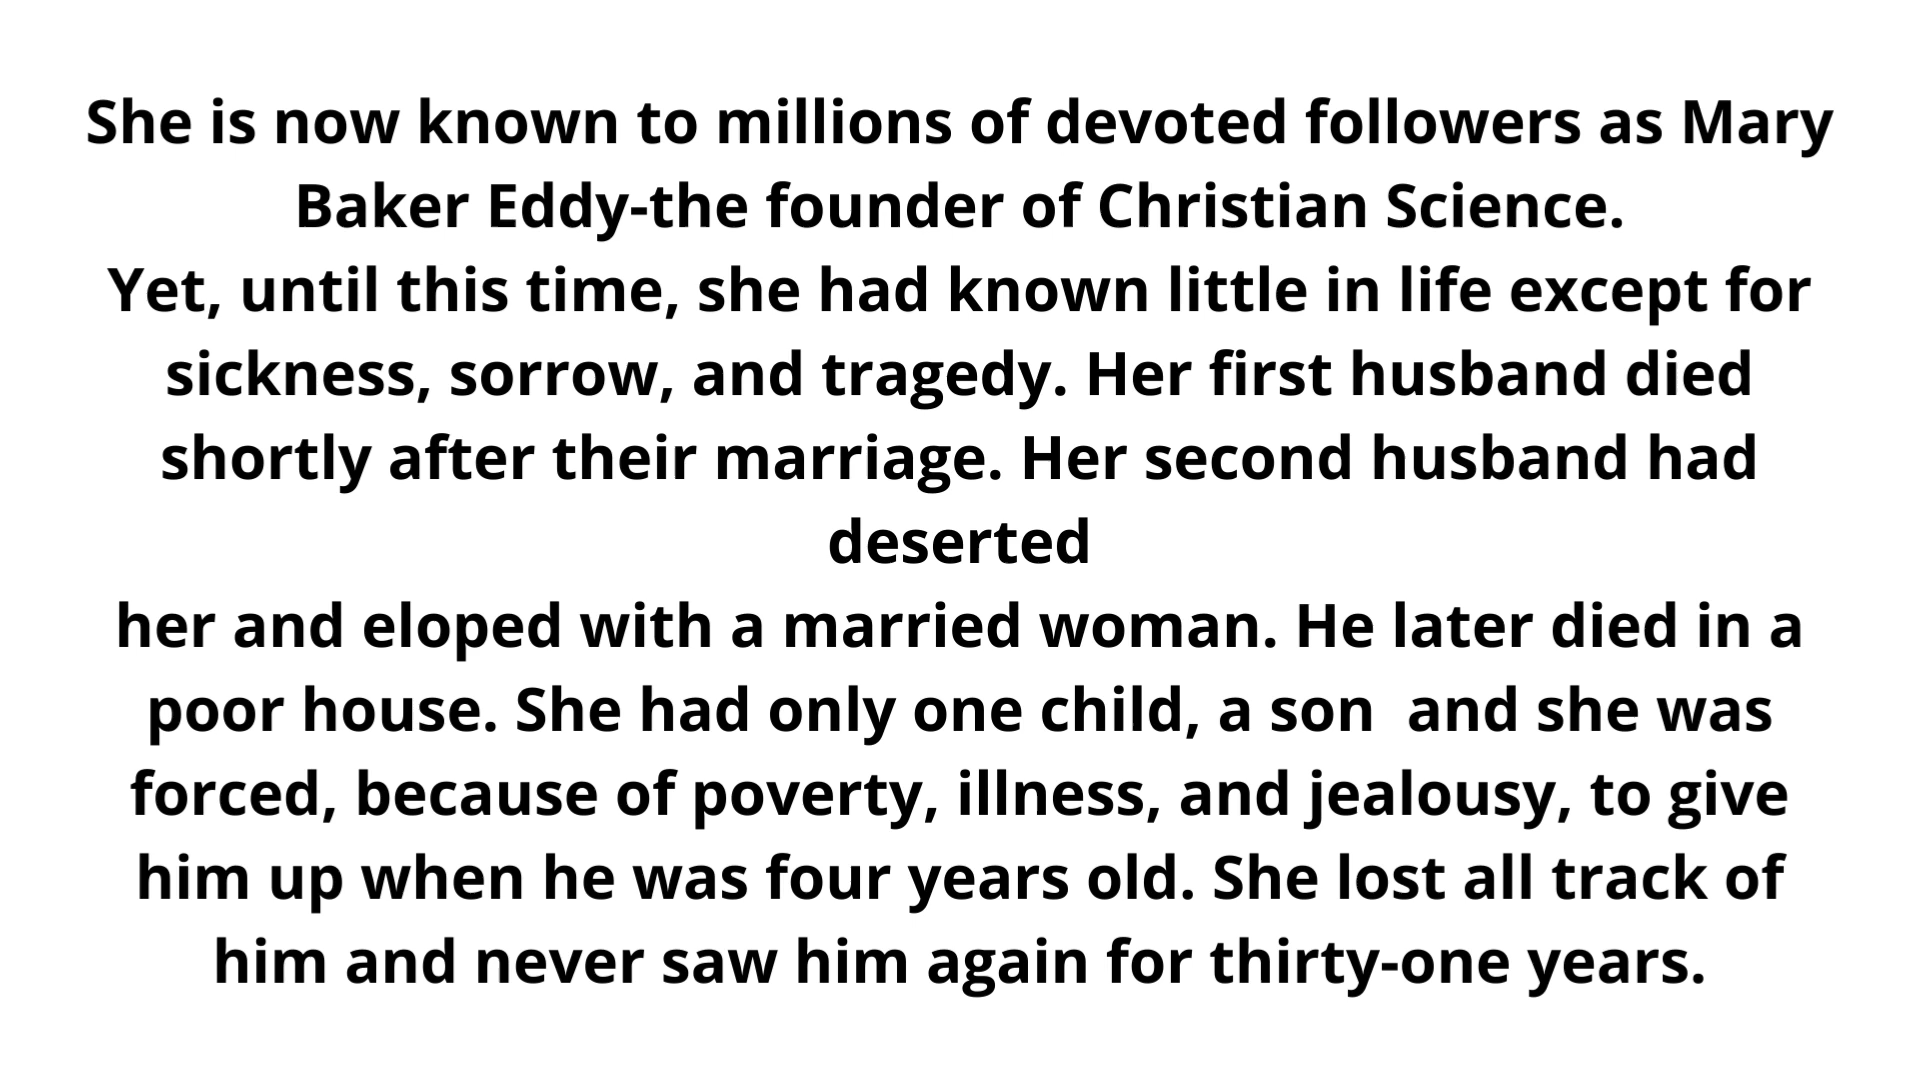 She is now known to millions of devoted followers as Mary
Baker Eddy-the founder of Christian Science.
Yet, until this time, she had known little in life except for
sickness, sorrow, and tragedy. Her first husband died
shortly after their marriage. Her second husband had
deserted
her and eloped with a married woman. He later died in a
poor house. She had only one child, a son  and she was
forced, because of poverty, illness, and jealousy, to give
him up when he was four years old. She lost all track of
him and never saw him again for thirty-one years.